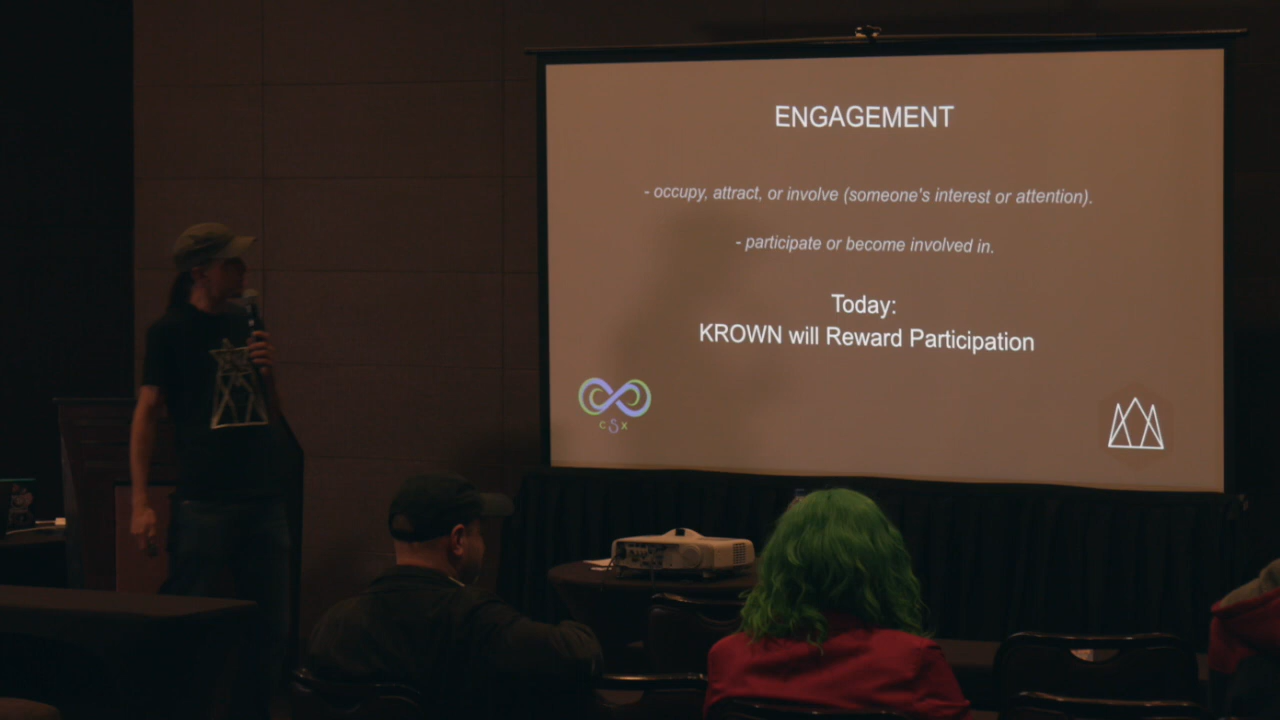 ENGAGEMENT
- occupy, attract, or involve (someone's interest or attention).
- participate or become involved in.
Today:
KROWN will Reward Participation
CSX